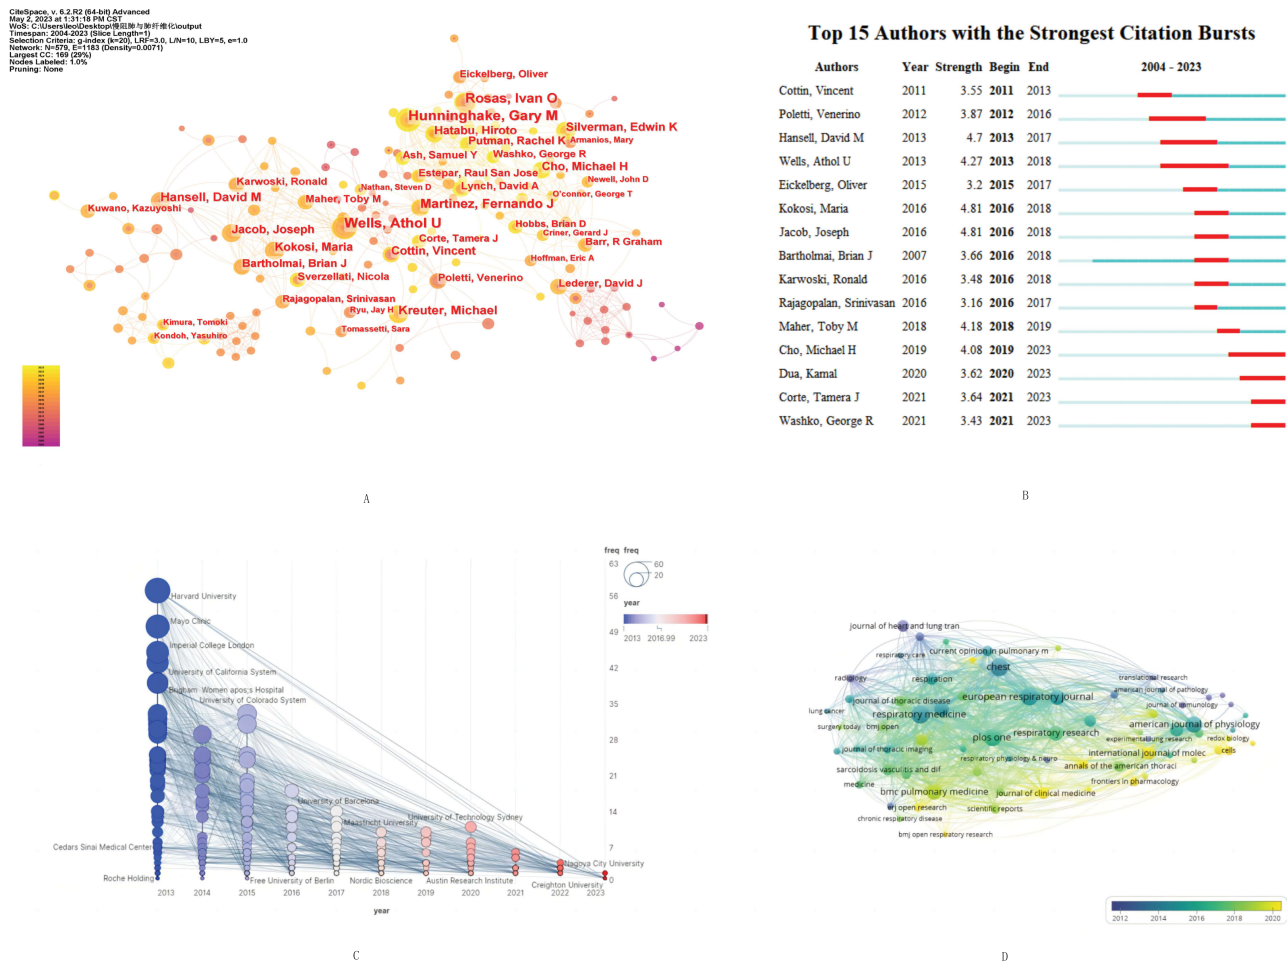 CiteSpace, v. 6.2.R2 (64-bit) Advanced
May 2, 2023 at 1:31:18 PM CST
WoS: C:\Users\leo\Desktop\慢阻肺与肺纤维化\output
Timespan: 2004-2023 (Slice Length=1)
Selection Criteria: g-index (k=20), LRF=3.0, L/N=10, LBY=5, e=1.0
Network: N=579, E=1183 (Density=0.0071)
Largest CC: 169 (29%)
Nodes Labeled: 1.0%
Pruning: None
Eickelberg, Oliver
Rosas, Ivan O
Hunninghake, Gary M
Hatabu, Hiroto
Silverman, Edwin K
Putman, Rachel K
Armanios, Mary
Ash, Samuel Y
Washko, George R
Cho, Michael H
Estepar, Raul San Jose
Newell, John D
Karwoski, Ronald
Nathan, Steven D
Lynch, David A
O'connor, George T
Hansell, David M
Maher, Toby M
Martinez, Fernando J
Kuwano, Kazuyoshi
Wells, Athol U
Hobbs, Brian D
Jacob, Joseph
Criner, Gerard J
Corte, Tamera J
Barr, R Graham
Kokosi, Maria
Cottin, Vincent
Hoffman, Eric A
Bartholmai, Brian J
Sverzellati, Nicola
Poletti, Venerino
Lederer, David J
Rajagopalan, Srinivasan
Ryu, Jay H
Kreuter, Michael
Kimura, Tomoki
Tomassetti, Sara
Kondoh, Yasuhiro
A
Top 15 Authors with the Strongest Citation Bursts
Authors Year Strength Begin End 2004 - 2023
Cottin, Vincent 2011 3.55 2011 2013
Poletti, Venerino 2012 3.87 2012 2016
Hansell, David M 2013 4.7 2013 2017
Wells, Athol U 2013 4.27 2013 2018
Eickelberg, Oliver 2015 3.2 2015 2017
Kokosi, Maria 2016 4.81 2016 2018
Jacob, Joseph 2016 4.81 2016 2018
Bartholmai, Brian J 2007 3.66 2016 2018
Karwoski, Ronald 2016 3.48 2016 2018
Rajagopalan, Srinivasan 2016 3.16 2016 2017
Maher, Toby M 2018 4.18 2018 2019
Cho, Michael H 2019 4.08 2019 2023
Dua, Kamal 2020 3.62 2020 2023
Corte, Tamera J 2021 3.64 2021 2023
Washko, George R 2021 3.43 2021 2023
B
freq freq
63
60
20
56
year
2013 2016.99 2023
49
42
35
28
21
14
7
0
Harvard University
Mayo Clinic
Imperial College London
University of California System
Brigham Women apos;s Hospital
University of Colorado System
University of Barcelona
Maastricht University
University of Technology Sydney
Cedars Sinai Medical Center
Nagoya City University
Roche Holding
Free University of Berlin
Nordic Bioscience
Austin Research Institute
Creighton University
2013 2014 2015 2016 2017 2018 2019 2020 2021 2022 2023
year
C
journal of heart and lung tran
respiratory care
current opinion in pulmonary m
chest
radiology
respiration
translational research
american journal of pathology
european respiratory journal
journal of thoracic disease
journal of immunology
lung cancer
respiratory medicine
surgery today
bmj open
american journal of physiology
plos one
respiratory research
experimental lung research
redox biology
journal of thoracic imaging
international journal of molec
cells
respiratory physiology & neuro
annals of the american thoraci
sarcoidosis vasculitis and dif
medicine
frontiers in pharmacology
bmc pulmonary medicine
journal of clinical medicine
erj open research
scientific reports
chronic respiratory disease
bmj open respiratory research
2012 2014 2016 2018 2020
D